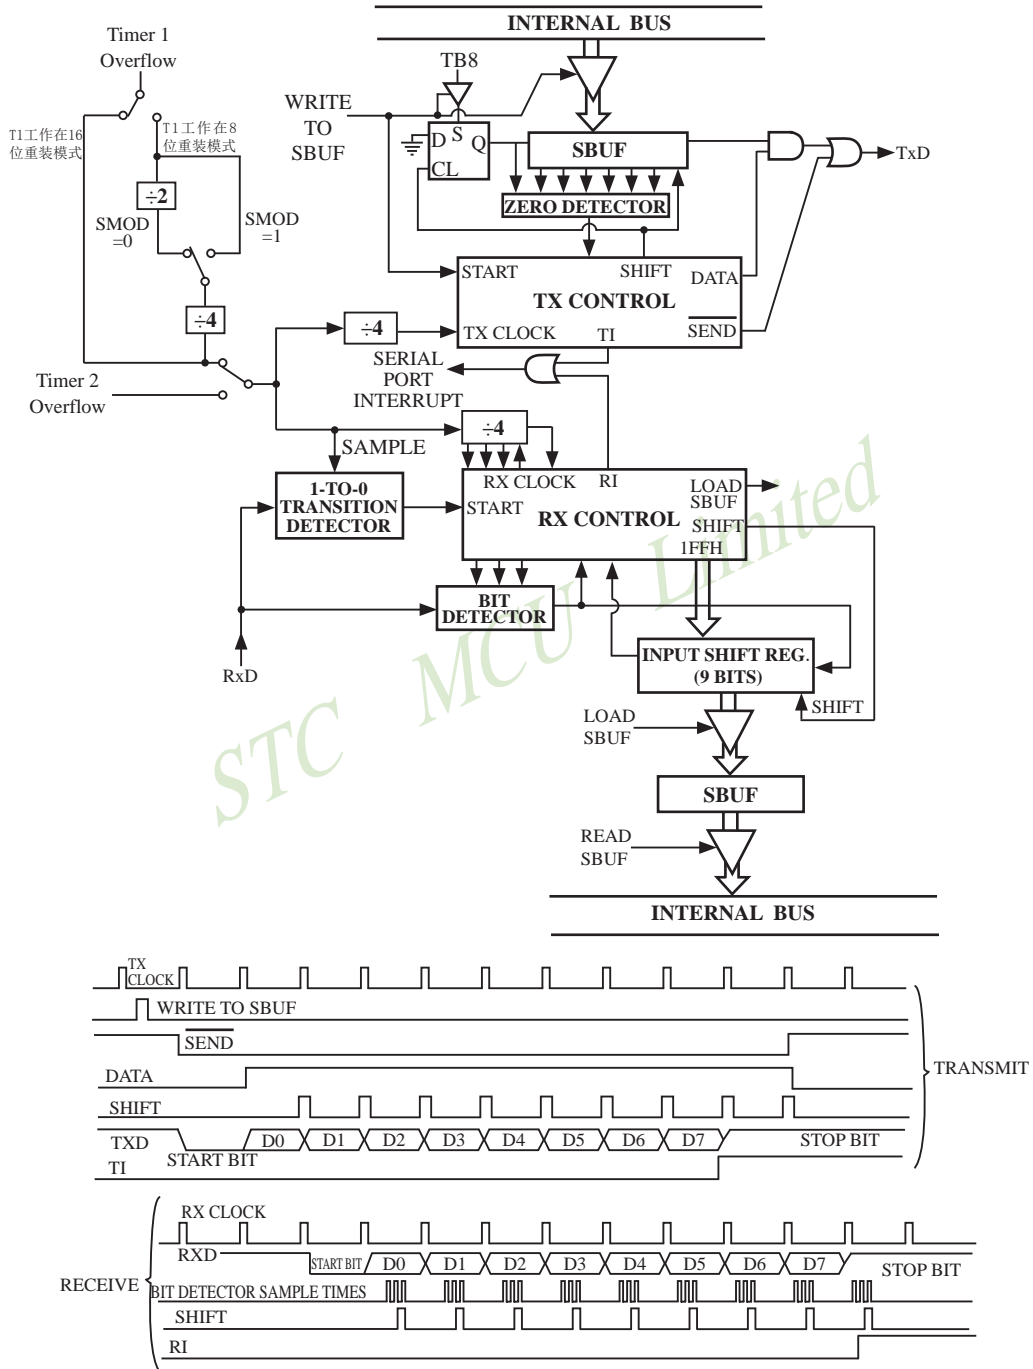 INTERNAL BUS
Timer 1
Overflow
TB8
WRITE
TO
SBUF
T1工作在16
位重装模式
T1工作在8
位重装模式
D S Q
CL
SBUF
TxD
÷2
ZERO DETECTOR
SMOD
=0
SMOD
=1
START
SHIFT
DATA
TX CONTROL
÷4
÷4
TX CLOCK
TI
SEND
SERIAL
PORT
INTERRUPT
Timer 2
Overflow
÷4
SAMPLE
RX CLOCK
RI
LOAD
SBUF
1-TO-0
TRANSITION
DETECTOR
START
RX CONTROL
SHIFT
1FFH
BIT
DETECTOR
RxD
INPUT SHIFT REG.
(9 BITS)
SHIFT
LOAD
SBUF
SBUF
READ
SBUF
INTERNAL BUS
STC MCU Limited
TX
CLOCK
WRITE TO SBUF
SEND
DATA
TRANSMIT
SHIFT
TXD
START BIT
D0 D1 D2 D3 D4 D5 D6 D7
STOP BIT
TI
RX CLOCK
RXD
START BIT
D0 D1 D2 D3 D4 D5 D6 D7
STOP BIT
RECEIVE
BIT DETECTOR SAMPLE TIMES
SHIFT
RI